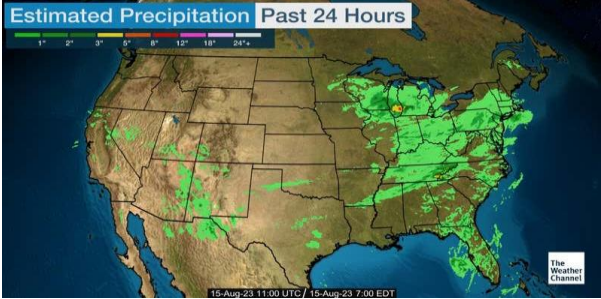 Estimated Precipitation Past 24 Hours
1" 2" 3" 5" 8" 12" 18" 24"+
The
Weather
Channel
15-Aug-23 11:00 UTC / 15-Aug-23 7:00 EDT